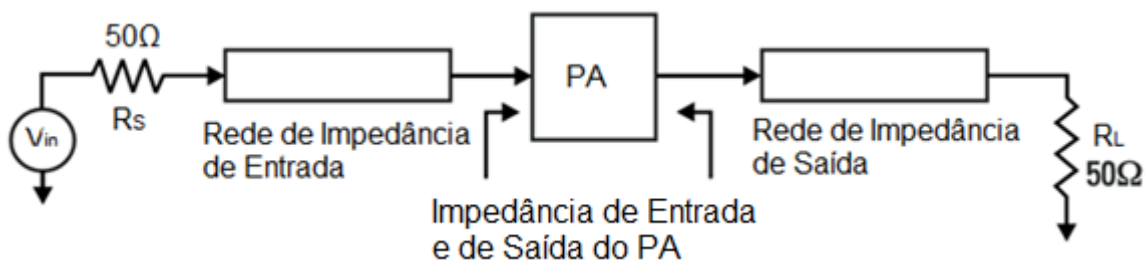 50Ω
Rs
Vin
Rede de Impedância
de Entrada
PA
Impedância de Entrada
e de Saída do PA
Rede de Impedância
de Saída
RL
50Ω